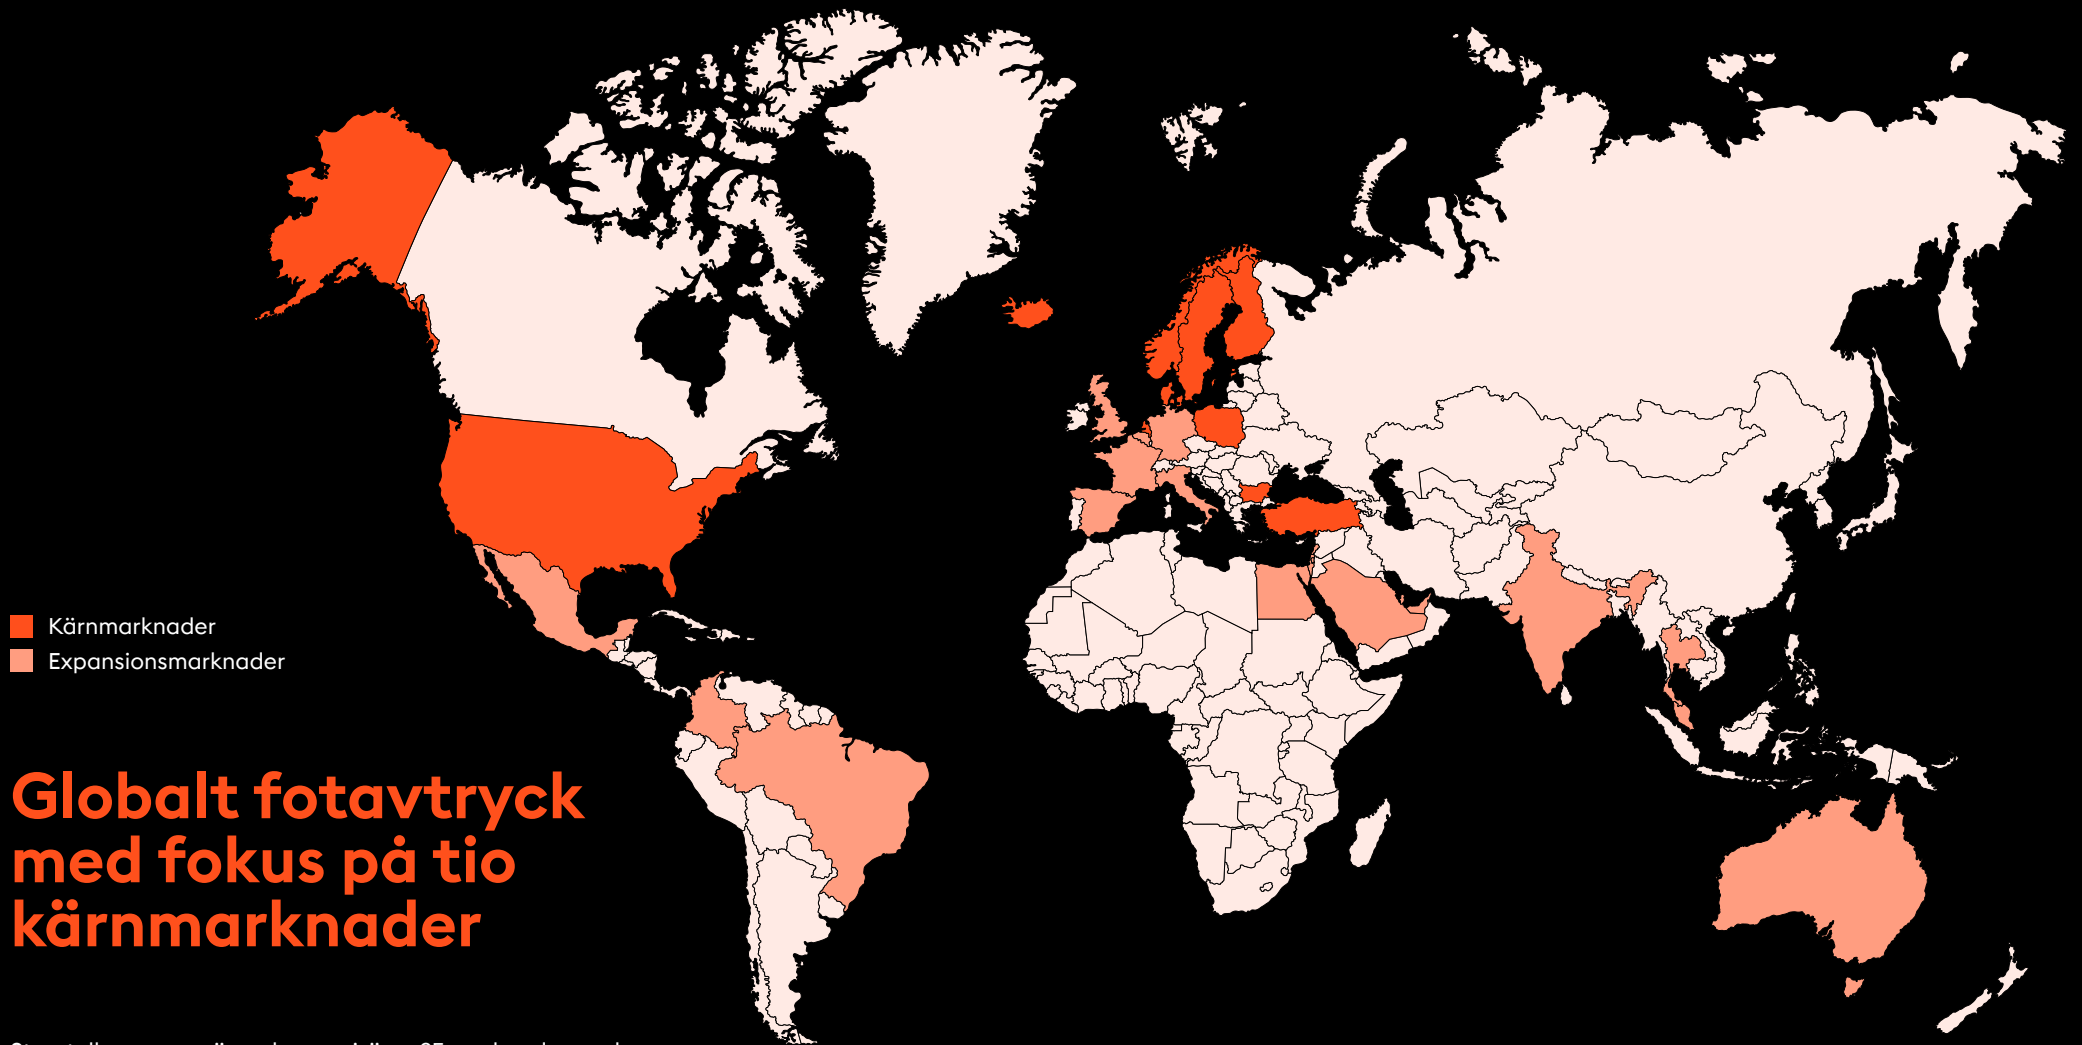 Kärnmarknader
Expansionsmarknader
Globalt fotavtryck
med fokus på tio
kärnmarknader